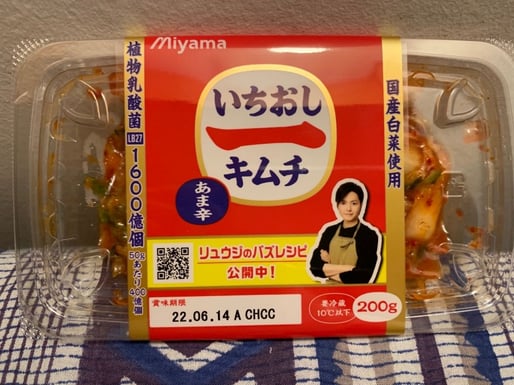 Miyama
植物乳酸菌
LB27
1600億個
50gあたり400億個
国産白菜使用
いちおし
一
キムチ
あま辛
リュウジのバズレシピ
公開中！
賞味期限
22.06.14 A CHCC
要冷蔵
10℃以下
200g